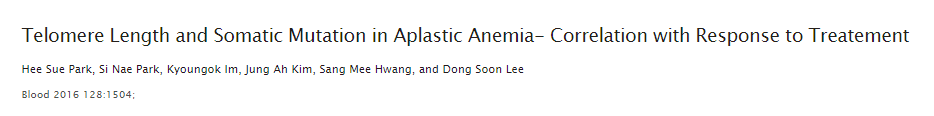 Telomere Length and Somatic Mutation in Aplastic Anemia- Correlation with Response to Treatement
Hee Sue Park, Si Nae Park, Kyoungok Im, Jung Ah Kim, Sang Mee Hwang, and Dong Soon Lee
Blood 2016 128:1504;